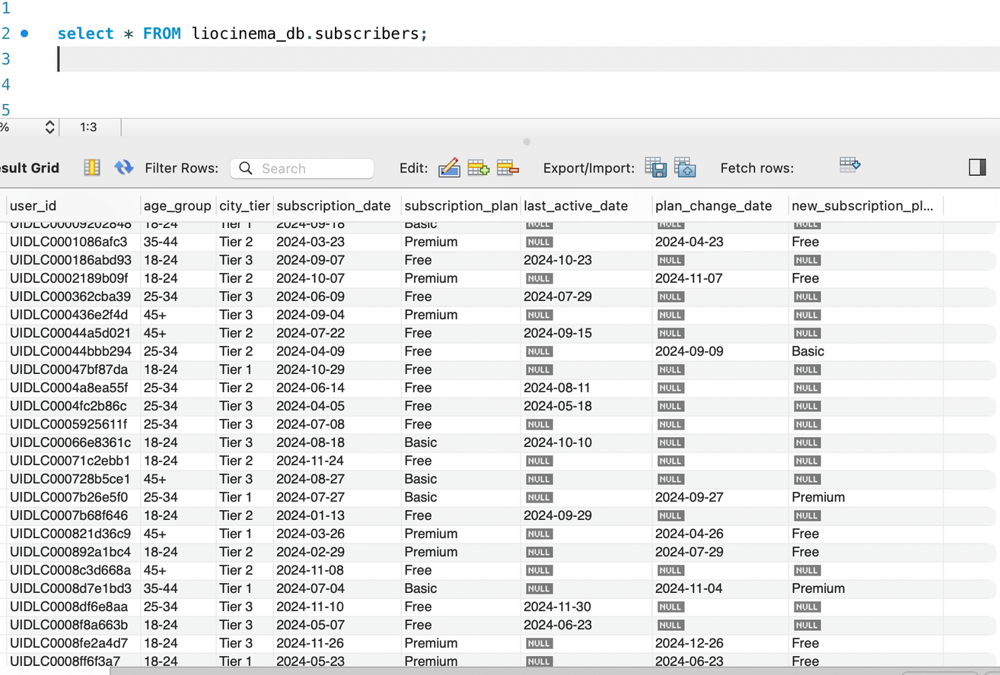 1
2 select * FROM liocinema_db.subscribers;
3
4
5
% 1:3
esult Grid Filter Rows: Search Edit: Export/Import: Fetch rows:
user_id age_group city_tier subscription_date subscription_plan last_active_date plan_change_date new_subscription_pl...
UIDLC00009202848 18-24 Tier 1 2024-09-18 Basic NULL NULL NULL
UIDLC0001086afc3 35-44 Tier 2 2024-03-23 Premium NULL 2024-04-23 Free
UIDLC000186abd93 18-24 Tier 3 2024-09-07 Free 2024-10-23 NULL NULL
UIDLC0002189b09f 18-24 Tier 2 2024-10-07 Premium NULL 2024-11-07 Free
UIDLC000362cba39 25-34 Tier 3 2024-06-09 Free 2024-07-29 NULL NULL
UIDLC000436e2f4d 45+ Tier 3 2024-09-04 Premium NULL NULL NULL
UIDLC00044a5d021 45+ Tier 2 2024-07-22 Free 2024-09-15 NULL NULL
UIDLC00044bbb294 25-34 Tier 2 2024-04-09 Free NULL 2024-09-09 Basic
UIDLC00047bf87da 18-24 Tier 1 2024-10-29 Free NULL NULL NULL
UIDLC0004a8ea55f 25-34 Tier 2 2024-06-14 Free 2024-08-11 NULL NULL
UIDLC0004fc2b86c 25-34 Tier 3 2024-04-05 Free 2024-05-18 NULL NULL
UIDLC0005925611f 25-34 Tier 3 2024-07-08 Free NULL NULL NULL
UIDLC00066e8361c 18-24 Tier 3 2024-08-18 Basic 2024-10-10 NULL NULL
UIDLC00071c2ebb1 18-24 Tier 2 2024-11-24 Free NULL NULL NULL
UIDLC000728b5ce1 45+ Tier 3 2024-08-27 Basic NULL NULL NULL
UIDLC0007b26e5f0 25-34 Tier 1 2024-07-27 Basic NULL 2024-09-27 Premium
UIDLC0007b68f646 18-24 Tier 2 2024-01-13 Free 2024-09-29 NULL NULL
UIDLC000821d36c9 45+ Tier 1 2024-03-26 Premium NULL 2024-04-26 Free
UIDLC000892a1bc4 18-24 Tier 2 2024-02-29 Premium NULL 2024-07-29 Free
UIDLC0008c3d668a 45+ Tier 2 2024-11-08 Free NULL NULL NULL
UIDLC0008d7e1bd3 35-44 Tier 1 2024-07-04 Basic NULL 2024-11-04 Premium
UIDLC0008df6e8aa 25-34 Tier 3 2024-11-10 Free 2024-11-30 NULL NULL
UIDLC0008f8a663b 18-24 Tier 3 2024-05-07 Free 2024-06-23 NULL NULL
UIDLC0008fe2a4d7 18-24 Tier 3 2024-11-26 Premium NULL 2024-12-26 Free
UIDLC0008ff6f3a7 18-24 Tier 1 2024-05-23 Premium NULL 2024-06-23 Free